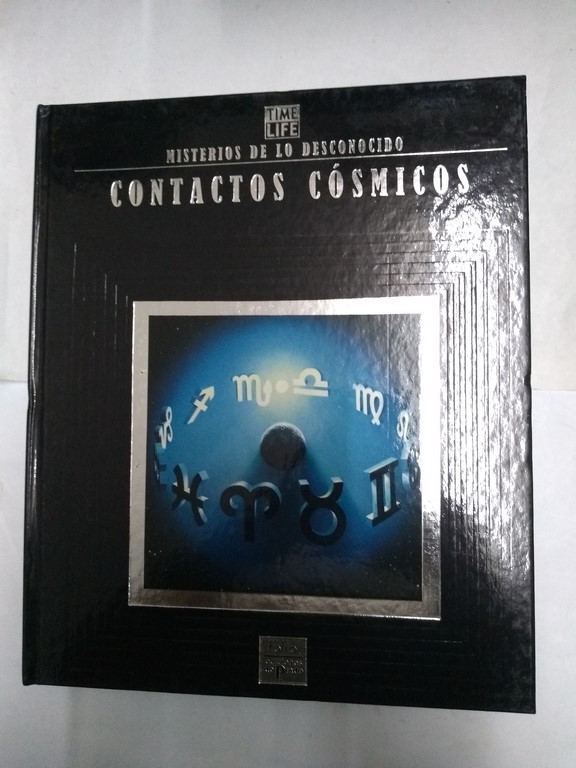 TIME
LIFE
MISTERIOS DE LO DESCONOCIDO
CONTACTOS CÓSMICOS